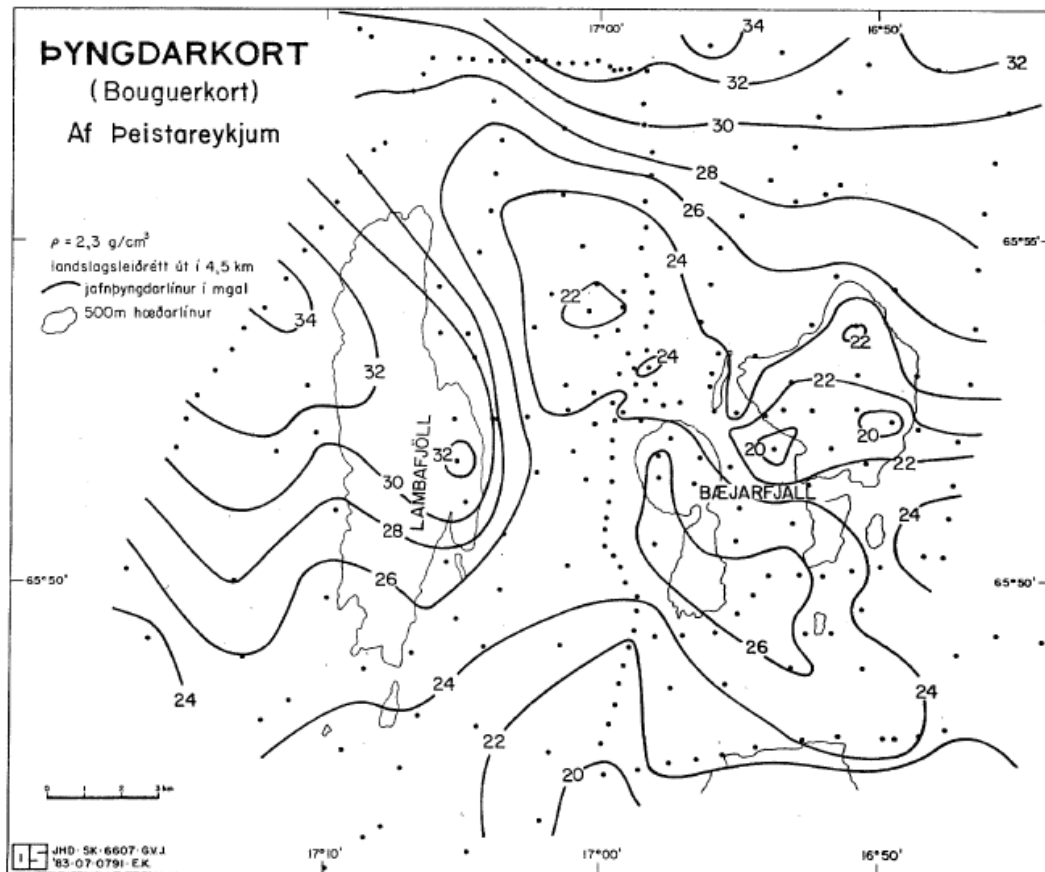 ÞYNGDARKORT
(Bouguerkort)
Af Þeistareykjum
ρ = 2,3 g/cm³
landslagsleiðrétt út í 4,5 km
jafnþyngdarlínur í mgal
500m hæðarlínur
17°00'
16°50'
34
32
32
30
28
26
65°55'
24
22
34
24
22
32
22
20
20
32
22
LAMBAFJÖLL
30
BÆJARFJALL
24
28
65°50'
26
65°50'
26
24
24
24
22
20
0 1 2 3 km
JHD·SK·6607·G.V.J.
'83·07·0791·E.K.
17°10'
17°00'
16°50'